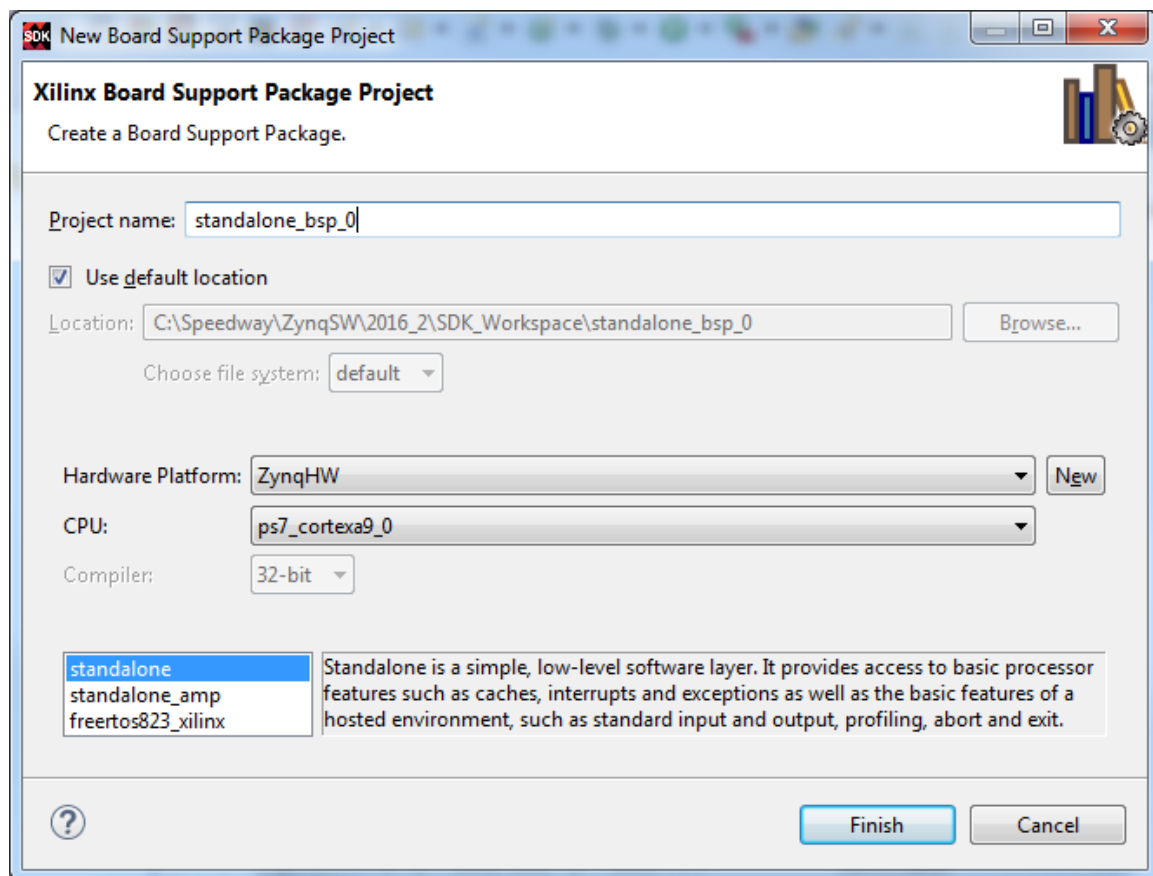 SDK New Board Support Package Project
Xilinx Board Support Package Project
Create a Board Support Package.
Project name: standalone_bsp_0
Use default location
Location: C:\Speedway\ZynqSW\2016_2\SDK_Workspace\standalone_bsp_0 Browse...
Choose file system: default
Hardware Platform: ZynqHW New
CPU: ps7_cortexa9_0
Compiler: 32-bit
standalone
standalone_amp
freertos823_xilinx
Standalone is a simple, low-level software layer. It provides access to basic processor
features such as caches, interrupts and exceptions as well as the basic features of a
hosted environment, such as standard input and output, profiling, abort and exit.
? Finish Cancel